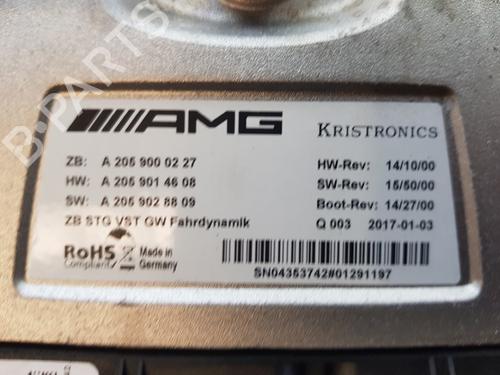 AMG KRISTRONICS
ZB: A 205 900 02 27 HW-Rev: 14/10/00
HW: A 205 901 46 08 SW-Rev: 15/50/00
SW: A 205 902 88 09 Boot-Rev: 14/27/00
ZB STG VST GW Fahrdynamik Q 003 2017-01-03
RoHS Compliant Made in Germany
SN04353742#01291197
B-PARTS